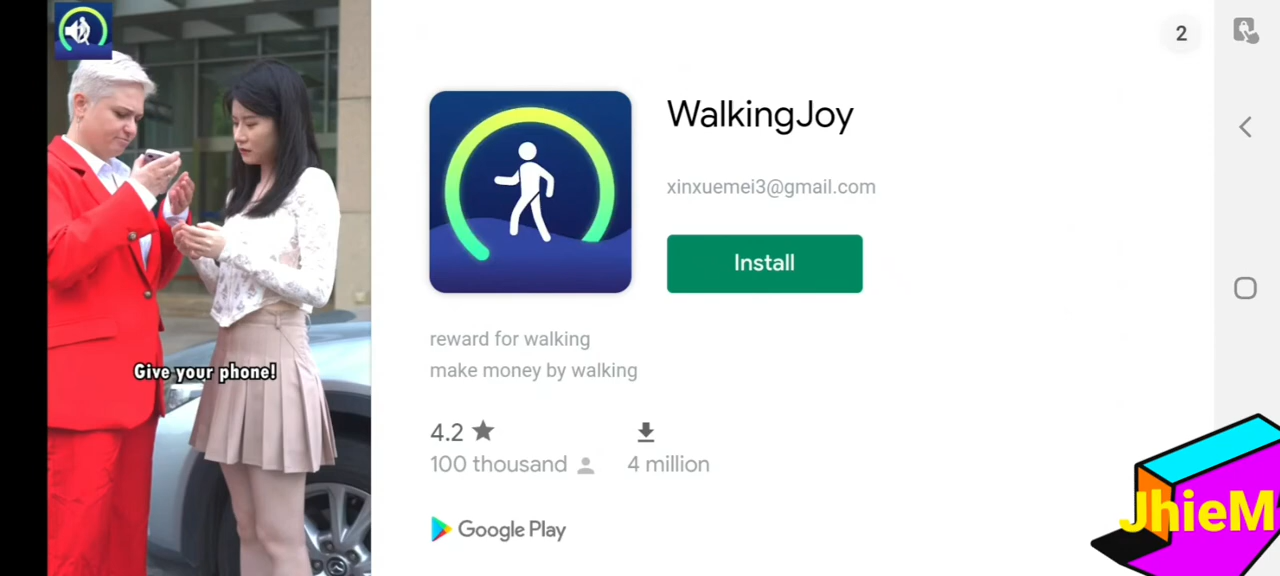 Give your phone!
2
WalkingJoy
xinxuemei3@gmail.com
Install
reward for walking
make money by walking
4.2
100 thousand
4 million
Google Play
JhieM